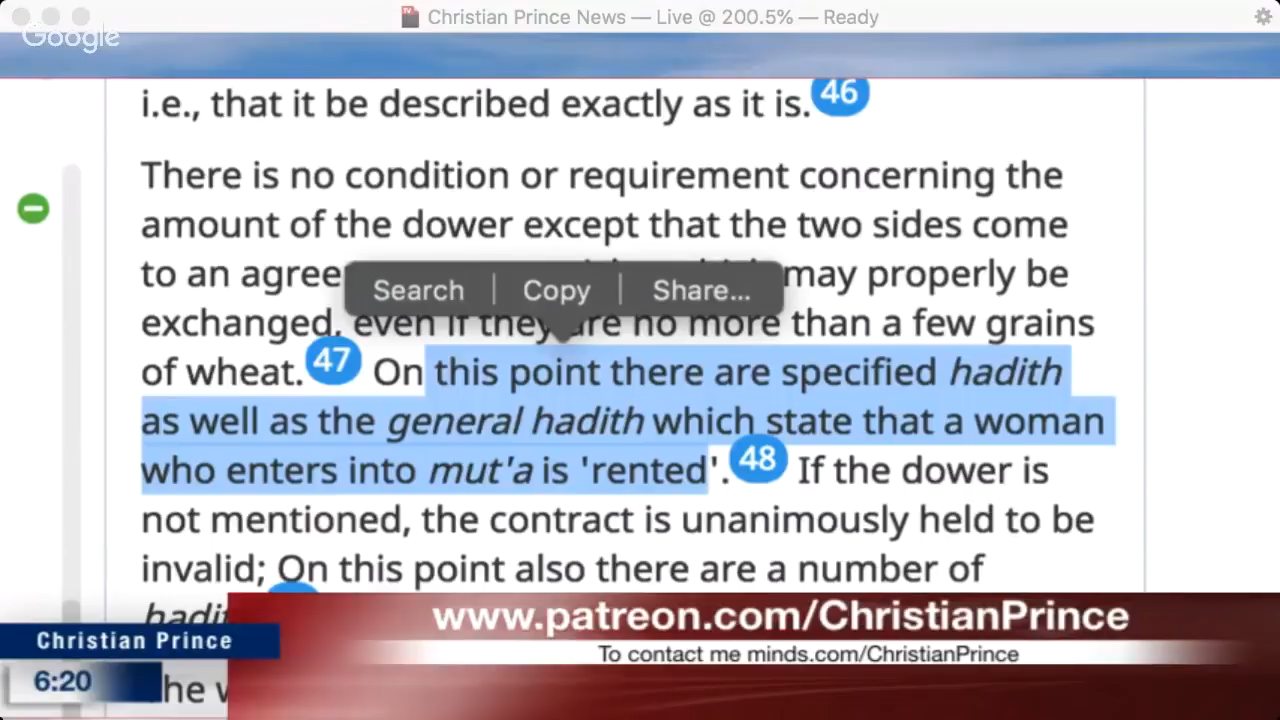 Christian Prince News — Live @ 200.5% — Ready
Google
i.e., that it be described exactly as it is. 46
There is no condition or requirement concerning the
amount of the dower except that the two sides come
to an may properly be
Search Copy Share...
exchanged, even if they are no more than a few grains
of wheat. 47 On this point there are specified hadith
as well as the general hadith which state that a woman
who enters into mut'a is 'rented'. 48 If the dower is
not mentioned, the contract is unanimously held to be
invalid; On this point also there are a number of
www.patreon.com/ChristianPrince
Christian Prince
To contact me minds.com/ChristianPrince
6:20